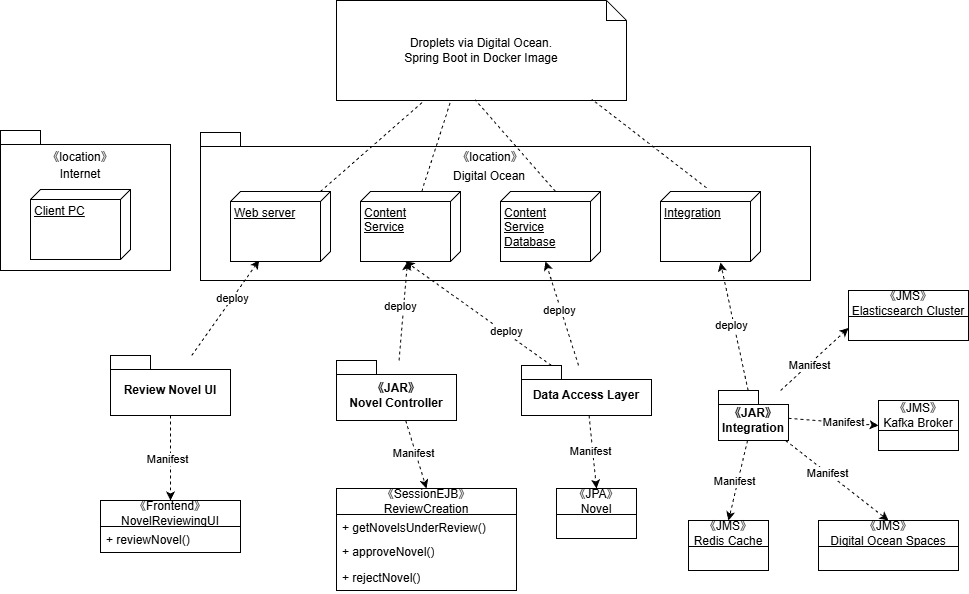 Droplets via Digital Ocean.
Spring Boot in Docker Image
《location》
Internet
Client PC
《location》
Digital Ocean
Web server
Content
Service
Content
Service
Database
Integration
deploy
deploy
deploy
deploy
deploy
Review Novel UI
《JAR》
Novel Controller
Data Access Layer
《JAR》
Integration
《JMS》
Elasticsearch Cluster
Manifest
《JMS》
Kafka Broker
Manifest
Manifest
Manifest
Manifest
Manifest
Manifest
《Frontend》
NovelReviewingUI
+ reviewNovel()
《SessionEJB》
ReviewCreation
+ getNovelsUnderReview()
+ approveNovel()
+ rejectNovel()
《JPA》
Novel
《JMS》
Redis Cache
《JMS》
Digital Ocean Spaces